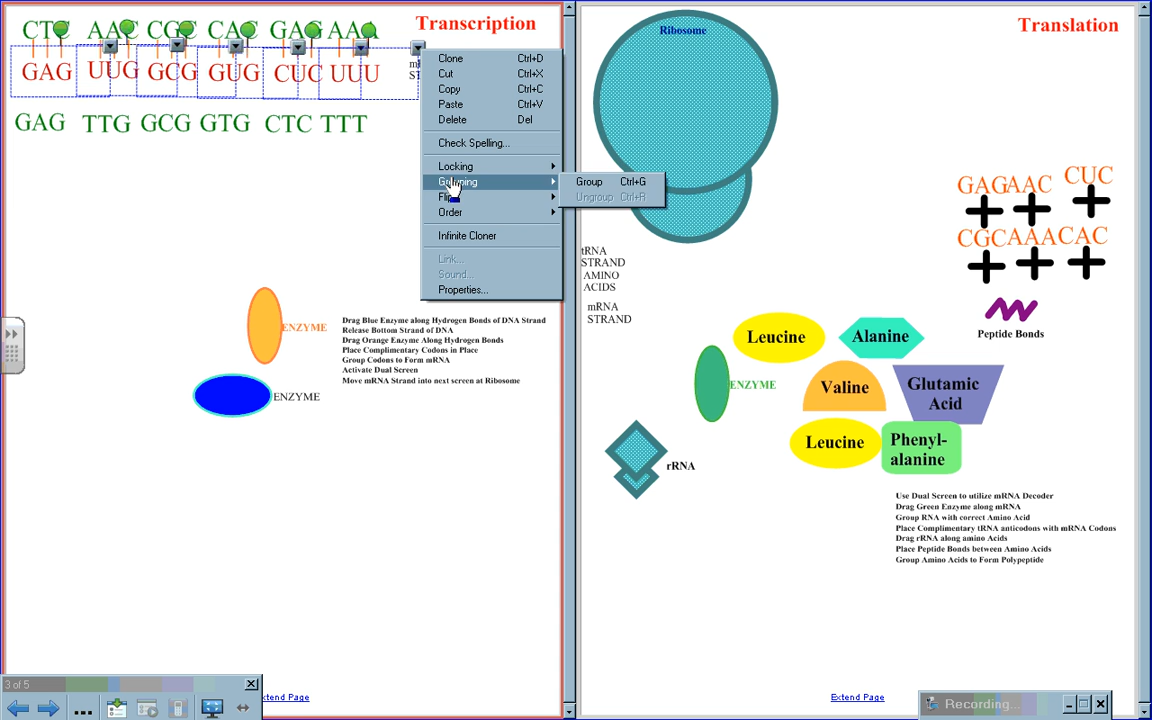 Transcription
CTC AAC CGC CAC GAG AAA
GAG UUG GCG GUG CUC UUU
GAG TTG GCG GTG CTC TTT
Clone Ctrl+D
Cut Ctrl+X
Copy Ctrl+C
Paste Ctrl+V
Delete Del
Check Spelling...
Locking
Grouping
Order
Infinite Cloner
Link...
Sound...
Properties...
Group Ctrl+G
Ungroup Ctrl+R
ENZYME
ENZYME
Drag Blue Enzyme along Hydrogen Bonds of DNA Strand
Release Bottom Strand of DNA
Drag Orange Enzyme Along Hydrogen Bonds
Place Complimentary Codons in Place
Group Codons to Form mRNA
Activate Dual Screen
Move mRNA Strand into next screen at Ribosome
3 of 5
xtend Page
Translation
Ribosome
tRNA
STRAND
AMINO
ACIDS
mRNA
STRAND
GAG AAC CUC
CGC AAA CAC
Peptide Bonds
Leucine
Alanine
ENZYME
Valine
Glutamic
Acid
Leucine
Phenyl-
alanine
rRNA
Use Dual Screen to utilize mRNA Decoder
Drag Green Enzyme along mRNA
Group RNA with correct Amino Acid
Place Complimentary tRNA anticodons with mRNA Codons
Drag rRNA along amino Acids
Place Peptide Bonds between Amino Acids
Group Amino Acids to Form Polypeptide
Extend Page
Recording...